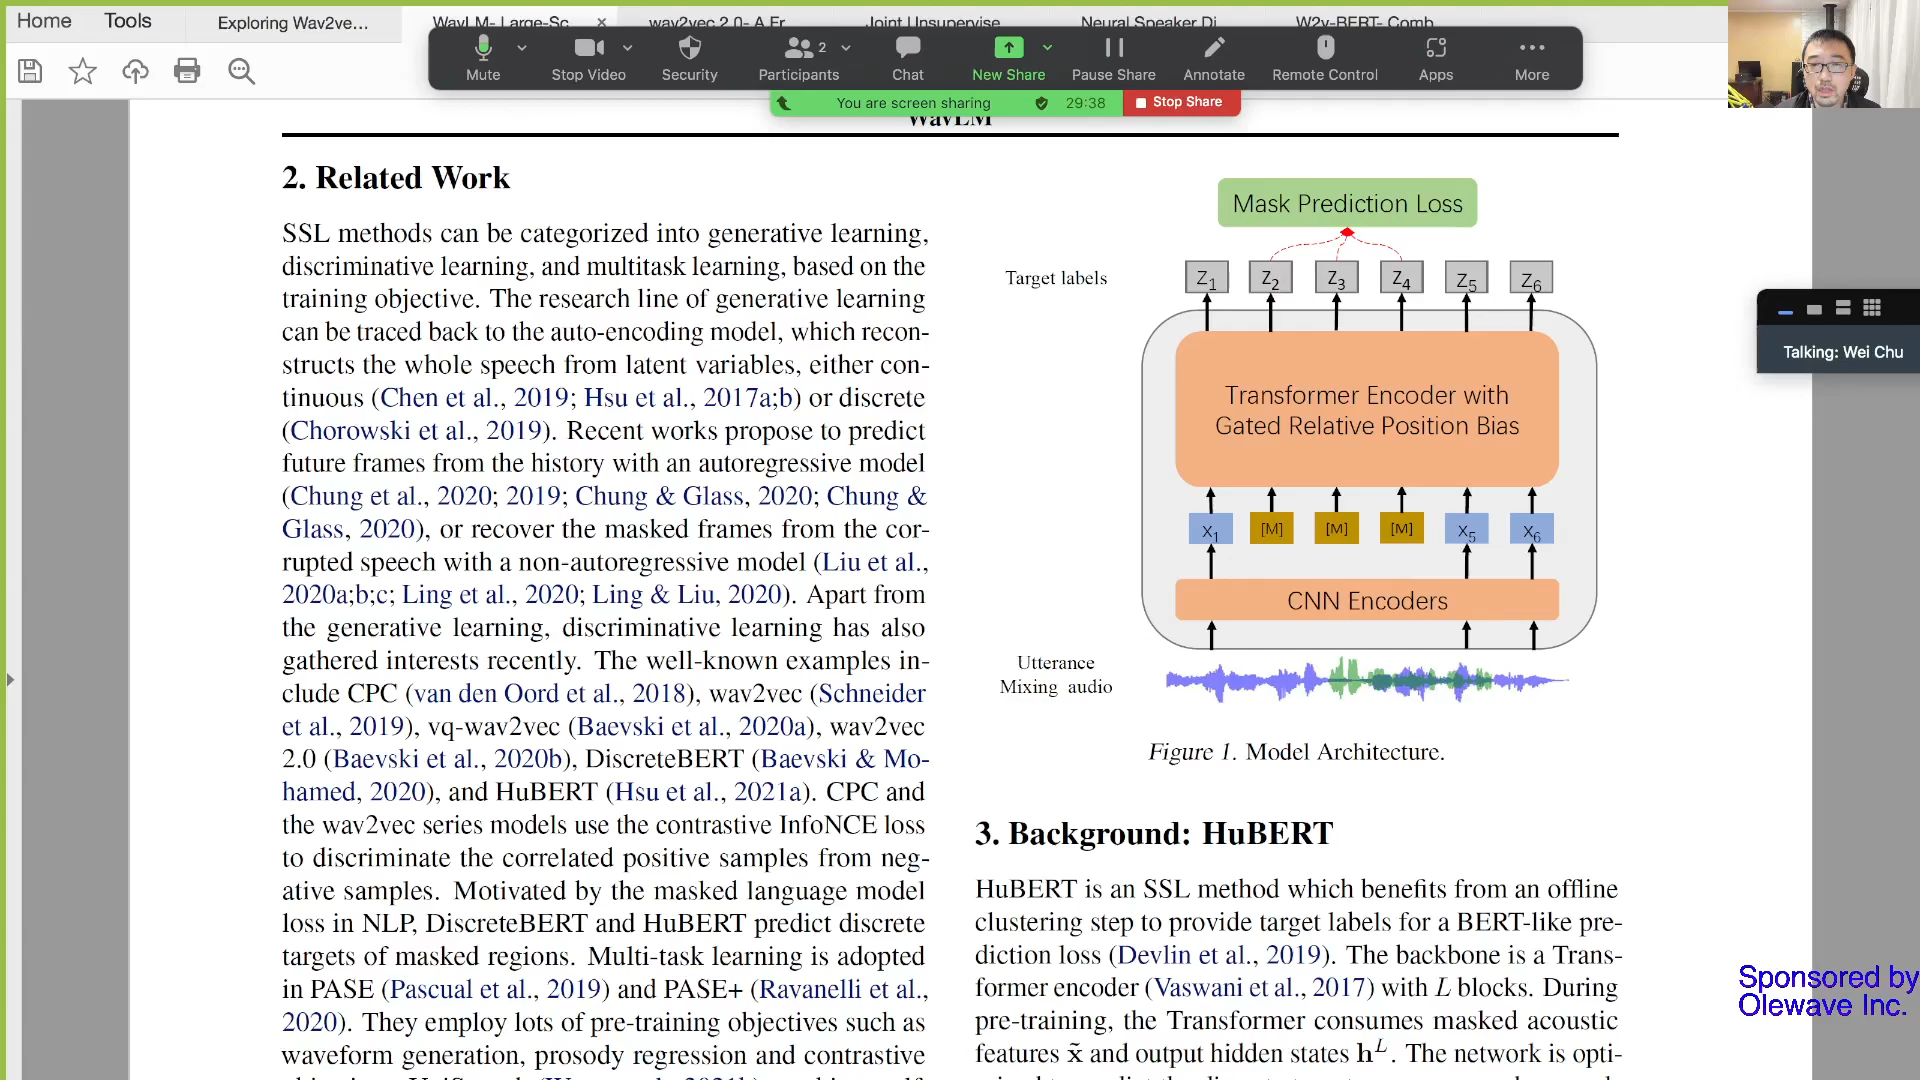 Home
Tools
Exploring Wav2ve...
WavLM- Large-Sc
wav2vec 2.0- A Fr
Joint Unsupervise
Neural Speaker Di
W2v-BERT- Comb
2
Mute
Stop Video
Security
Participants
Chat
New Share
Pause Share
Annotate
Remote Control
Apps
More
You are screen sharing
29:38
Stop Share
WavLM
Talking: Wei Chu
2. Related Work
SSL methods can be categorized into generative learning,
discriminative learning, and multitask learning, based on the
training objective. The research line of generative learning
can be traced back to the auto-encoding model, which recon-
structs the whole speech from latent variables, either con-
tinuous (Chen et al., 2019; Hsu et al., 2017a;b) or discrete
(Chorowski et al., 2019). Recent works propose to predict
future frames from the history with an autoregressive model
(Chung et al., 2020; 2019; Chung & Glass, 2020; Chung &
Glass, 2020), or recover the masked frames from the cor-
rupted speech with a non-autoregressive model (Liu et al.,
2020a;b;c; Ling et al., 2020; Ling & Liu, 2020). Apart from
the generative learning, discriminative learning has also
gathered interests recently. The well-known examples in-
clude CPC (van den Oord et al., 2018), wav2vec (Schneider
et al., 2019), vq-wav2vec (Baevski et al., 2020a), wav2vec
2.0 (Baevski et al., 2020b), DiscreteBERT (Baevski & Mo-
hamed, 2020), and HuBERT (Hsu et al., 2021a). CPC and
the wav2vec series models use the contrastive InfoNCE loss
to discriminate the correlated positive samples from neg-
ative samples. Motivated by the masked language model
loss in NLP, DiscreteBERT and HuBERT predict discrete
targets of masked regions. Multi-task learning is adopted
in PASE (Pascual et al., 2019) and PASE+ (Ravanelli et al.,
2020). They employ lots of pre-training objectives such as
waveform generation, prosody regression and contrastive
Mask Prediction Loss
Target labels
Z1 Z2 Z3 Z4 Z5 Z6
Transformer Encoder with
Gated Relative Position Bias
X1 [M] [M] [M] X5 X6
CNN Encoders
Utterance
Mixing audio
Figure 1. Model Architecture.
3. Background: HuBERT
HuBERT is an SSL method which benefits from an offline
clustering step to provide target labels for a BERT-like pre-
diction loss (Devlin et al., 2019). The backbone is a Trans-
former encoder (Vaswani et al., 2017) with L blocks. During
pre-training, the Transformer consumes masked acoustic
features x̃ and output hidden states h^L. The network is opti-
Sponsored by
Olewave Inc.